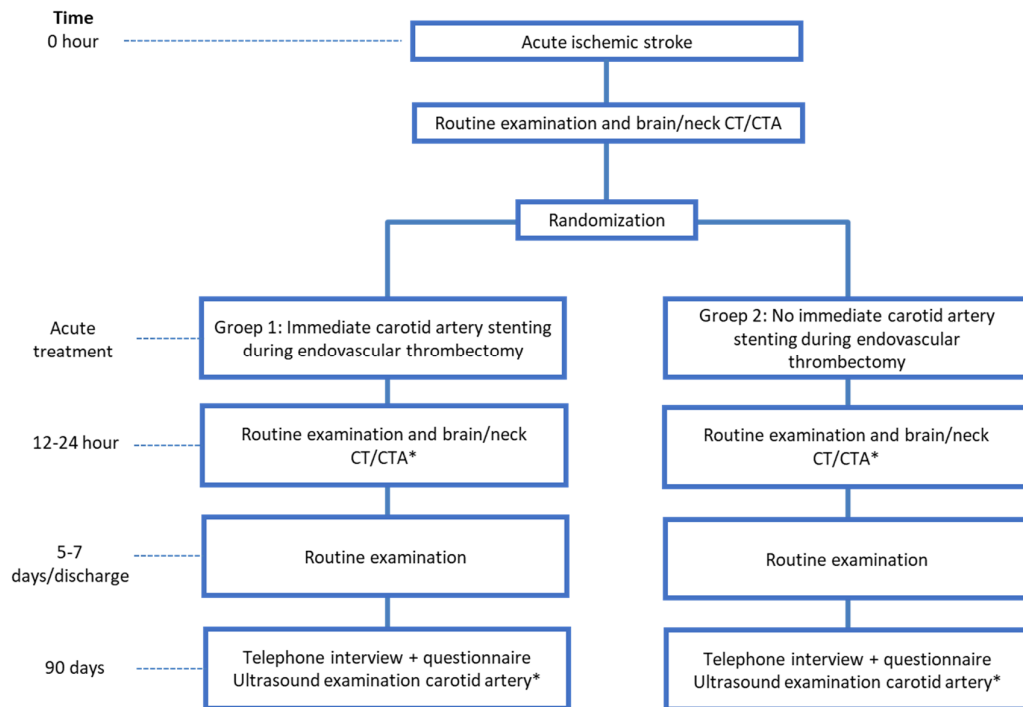 Time
0 hour
Acute ischemic stroke
Routine examination and brain/neck CT/CTA
Randomization
Acute
treatment
Groep 1: Immediate carotid artery stenting
during endovascular thrombectomy
Groep 2: No immediate carotid artery
stenting during endovascular
thrombectomy
12-24 hour
Routine examination and brain/neck
CT/CTA*
Routine examination and brain/neck
CT/CTA*
5-7
days/discharge
Routine examination
Routine examination
90 days
Telephone interview + questionnaire
Ultrasound examination carotid artery*
Telephone interview + questionnaire
Ultrasound examination carotid artery*